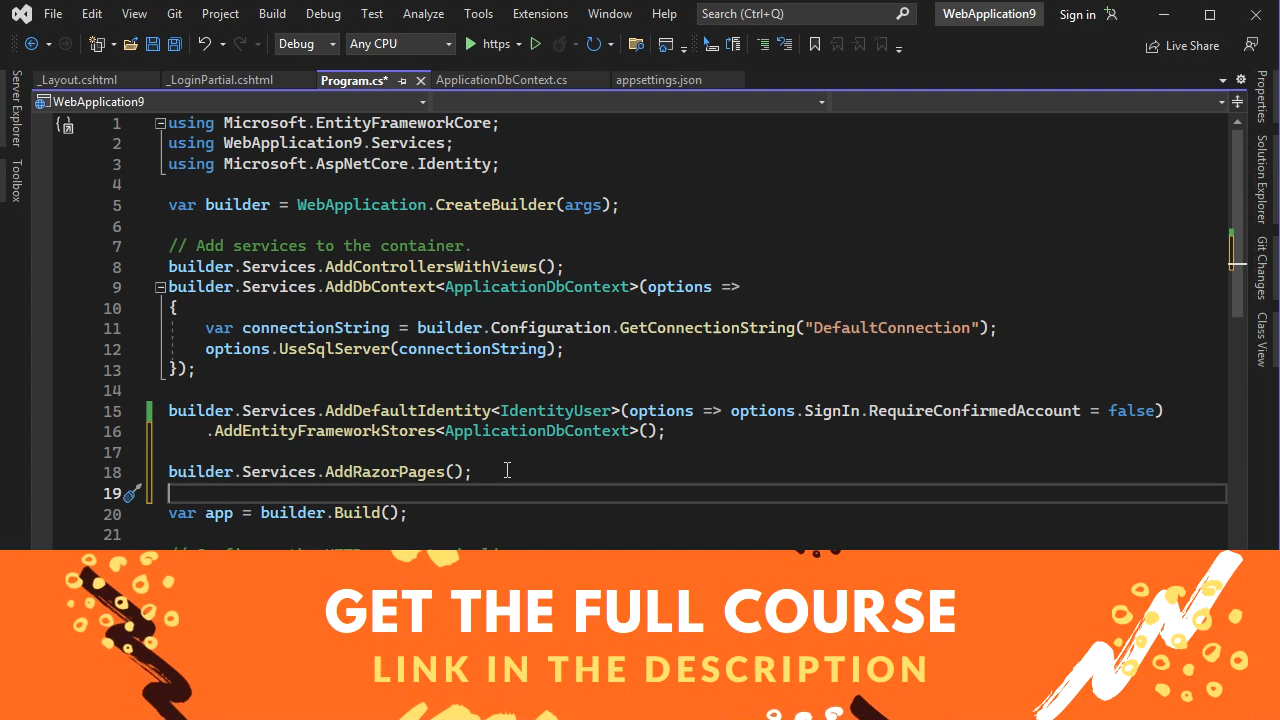 File Edit View Git Project Build Debug Test Analyze Tools Extensions Window Help Search (Ctrl+Q) WebApplication9 Sign in
Debug Any CPU https Live Share
_Layout.cshtml _LoginPartial.cshtml Program.cs* ApplicationDbContext.cs appsettings.json
WebApplication9
Server Explorer
Toolbox
1 using Microsoft.EntityFrameworkCore;
2 using WebApplication9.Services;
3 using Microsoft.AspNetCore.Identity;
4
5 var builder = WebApplication.CreateBuilder(args);
6
7 // Add services to the container.
8 builder.Services.AddControllersWithViews();
9 builder.Services.AddDbContext<ApplicationDbContext>(options =>
10 {
11 var connectionString = builder.Configuration.GetConnectionString("DefaultConnection");
12 options.UseSqlServer(connectionString);
13 });
14
15 builder.Services.AddDefaultIdentity<IdentityUser>(options => options.SignIn.RequireConfirmedAccount = false)
16 .AddEntityFrameworkStores<ApplicationDbContext>();
17
18 builder.Services.AddRazorPages();
19
20 var app = builder.Build();
21
Properties
Solution Explorer
Git Changes
Class View
GET THE FULL COURSE
LINK IN THE DESCRIPTION